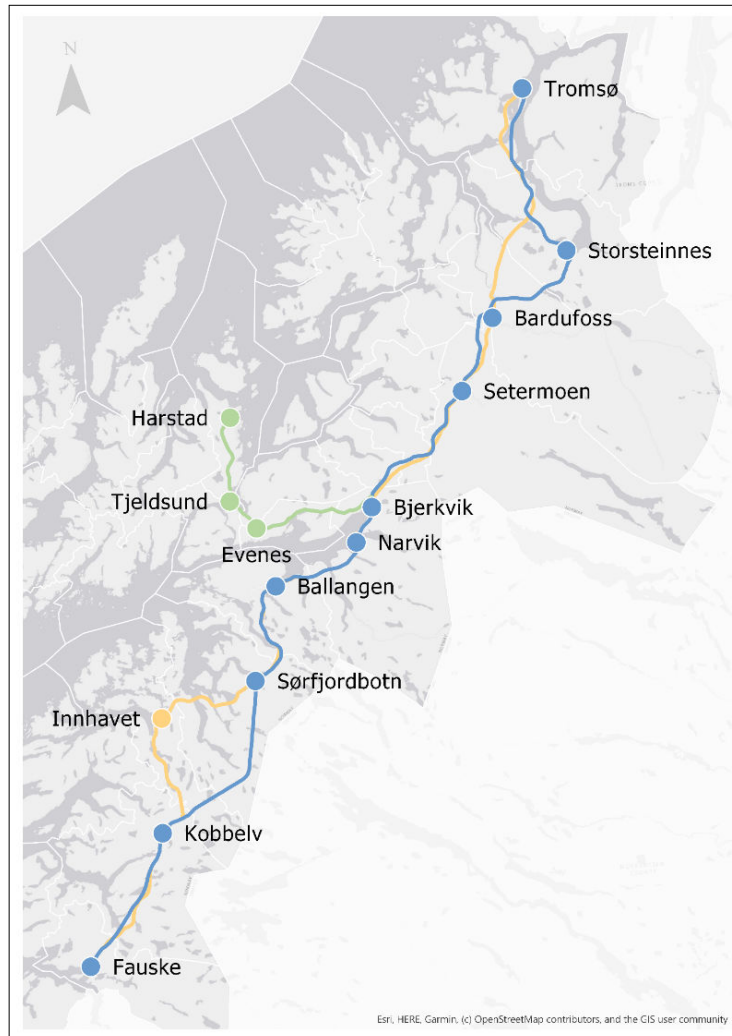 N
Tromsø
Storsteinnes
Bardufoss
Setermoen
Harstad
Tjeldsund
Bjerkvik
Evenes
Narvik
Ballangen
Sørfjordbotn
Innhavet
Kobbelv
Fauske
Esri, HERE, Garmin, (c) OpenStreetMap contributors, and the GIS user community